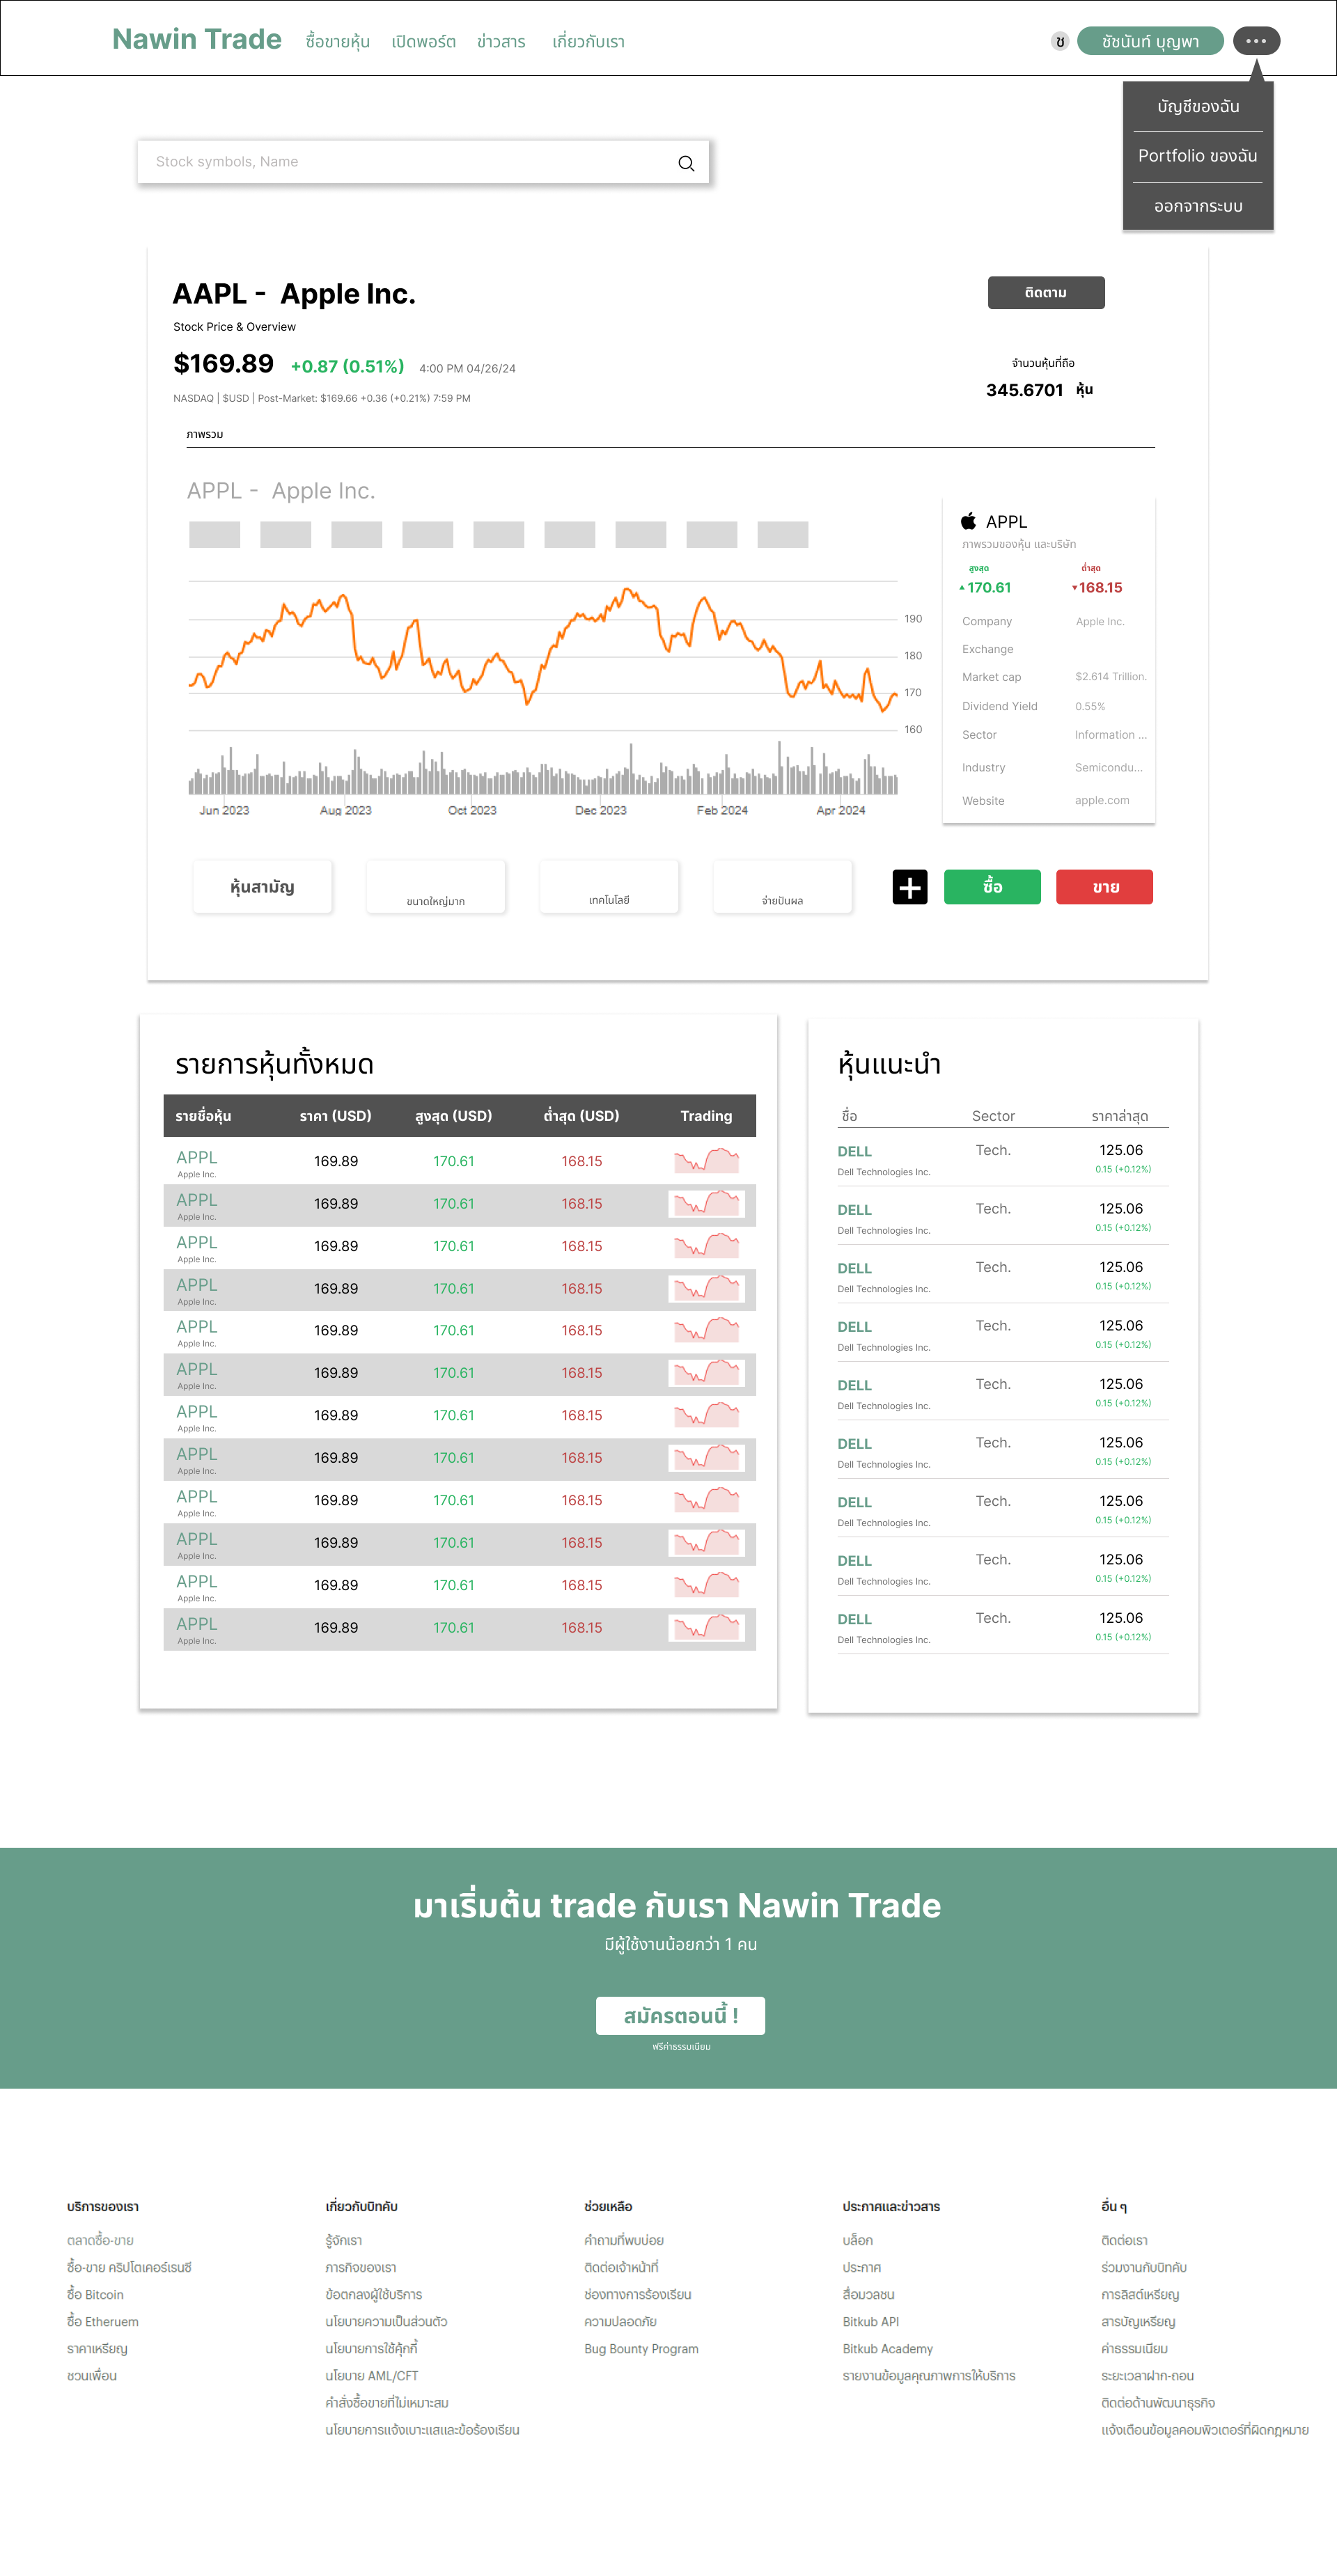 Nawin Trade ซื้อขายหุ้น เปิดพอร์ต ข่าวสาร เกี่ยวกับเรา ช ชัชนันท์ บุญพา
บัญชีของฉัน
Portfolio ของฉัน
ออกจากระบบ
Stock symbols, Name
AAPL - Apple Inc.
ติดตาม
Stock Price & Overview
$169.89 +0.87 (0.51%) 4:00 PM 04/26/24
จำนวนหุ้นที่ถือ
345.6701 หุ้น
NASDAQ | $USD | Post-Market: $169.66 +0.36 (+0.21%) 7:59 PM
ภาพรวม
APPL - Apple Inc.
190
180
170
160
Jun 2023 Aug 2023 Oct 2023 Dec 2023 Feb 2024 Apr 2024
APPL
ภาพรวมของหุ้น และบริษัท
สูงสุด ต่ำสุด
170.61 168.15
Company Apple Inc.
Exchange
Market cap $2.614 Trillion.
Dividend Yield 0.55%
Sector Information ...
Industry Semicondu...
Website apple.com
หุ้นสามัญ ขนาดใหญ่มาก เทคโนโลยี จ่ายปันผล ซื้อ ขาย
รายการหุ้นทั้งหมด
รายชื่อหุ้น ราคา (USD) สูงสุด (USD) ต่ำสุด (USD) Trading
APPL 169.89 170.61 168.15
Apple Inc.
APPL 169.89 170.61 168.15
Apple Inc.
APPL 169.89 170.61 168.15
Apple Inc.
APPL 169.89 170.61 168.15
Apple Inc.
APPL 169.89 170.61 168.15
Apple Inc.
APPL 169.89 170.61 168.15
Apple Inc.
APPL 169.89 170.61 168.15
Apple Inc.
APPL 169.89 170.61 168.15
Apple Inc.
APPL 169.89 170.61 168.15
Apple Inc.
APPL 169.89 170.61 168.15
Apple Inc.
APPL 169.89 170.61 168.15
Apple Inc.
APPL 169.89 170.61 168.15
Apple Inc.
หุ้นแนะนำ
ชื่อ Sector ราคาล่าสุด
DELL Tech. 125.06
Dell Technologies Inc. 0.15 (+0.12%)
DELL Tech. 125.06
Dell Technologies Inc. 0.15 (+0.12%)
DELL Tech. 125.06
Dell Technologies Inc. 0.15 (+0.12%)
DELL Tech. 125.06
Dell Technologies Inc. 0.15 (+0.12%)
DELL Tech. 125.06
Dell Technologies Inc. 0.15 (+0.12%)
DELL Tech. 125.06
Dell Technologies Inc. 0.15 (+0.12%)
DELL Tech. 125.06
Dell Technologies Inc. 0.15 (+0.12%)
DELL Tech. 125.06
Dell Technologies Inc. 0.15 (+0.12%)
DELL Tech. 125.06
Dell Technologies Inc. 0.15 (+0.12%)
มาเริ่มต้น trade กับเรา Nawin Trade
มีผู้ใช้งานน้อยกว่า 1 คน
สมัครตอนนี้ !
ฟรีค่าธรรมเนียม
บริการของเรา
ตลาดซื้อ-ขาย
ซื้อ-ขาย คริปโตเคอร์เรนซี
ซื้อ Bitcoin
ซื้อ Etheruem
ราคาเหรียญ
ชวนเพื่อน
เกี่ยวกับบิทคับ
รู้จักเรา
ภารกิจของเรา
ข้อตกลงผู้ใช้บริการ
นโยบายความเป็นส่วนตัว
นโยบายการใช้คุ้กกี้
นโยบาย AML/CFT
คำสั่งซื้อขายที่ไม่เหมาะสม
นโยบายการแจ้งเบาะแสและข้อร้องเรียน
ช่วยเหลือ
คำถามที่พบบ่อย
ติดต่อเจ้าหน้าที่
ช่องทางการร้องเรียน
ความปลอดภัย
Bug Bounty Program
ประกาศและข่าวสาร
บล็อก
ประกาศ
สื่อมวลชน
Bitkub API
Bitkub Academy
รายงานข้อมูลคุณภาพการให้บริการ
อื่น ๆ
ติดต่อเรา
ร่วมงานกับบิทคับ
การลิสต์เหรียญ
สารบัญเหรียญ
ค่าธรรมเนียม
ระยะเวลาฝาก-ถอน
ติดต่อด้านพัฒนาธุรกิจ
แจ้งเตือนข้อมูลคอมพิวเตอร์ที่ผิดกฎหมาย